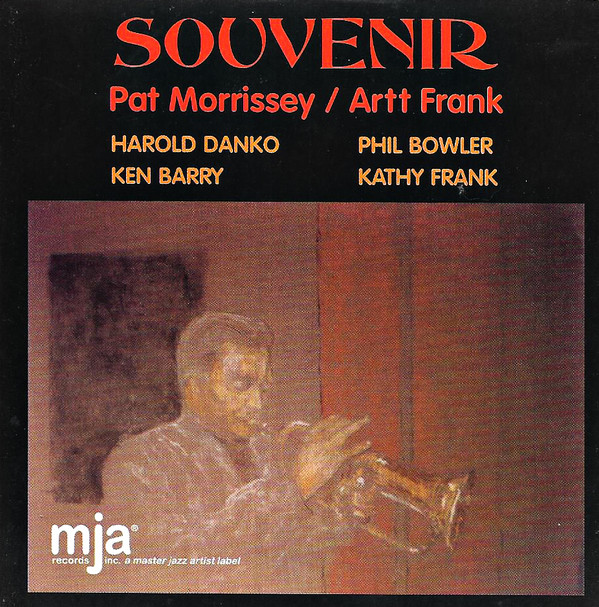 SOUVENIR
Pat Morrissey / Artt Frank
HAROLD DANKO PHIL BOWLER
KEN BARRY KATHY FRANK
mja®
records inc. a master jazz artist label